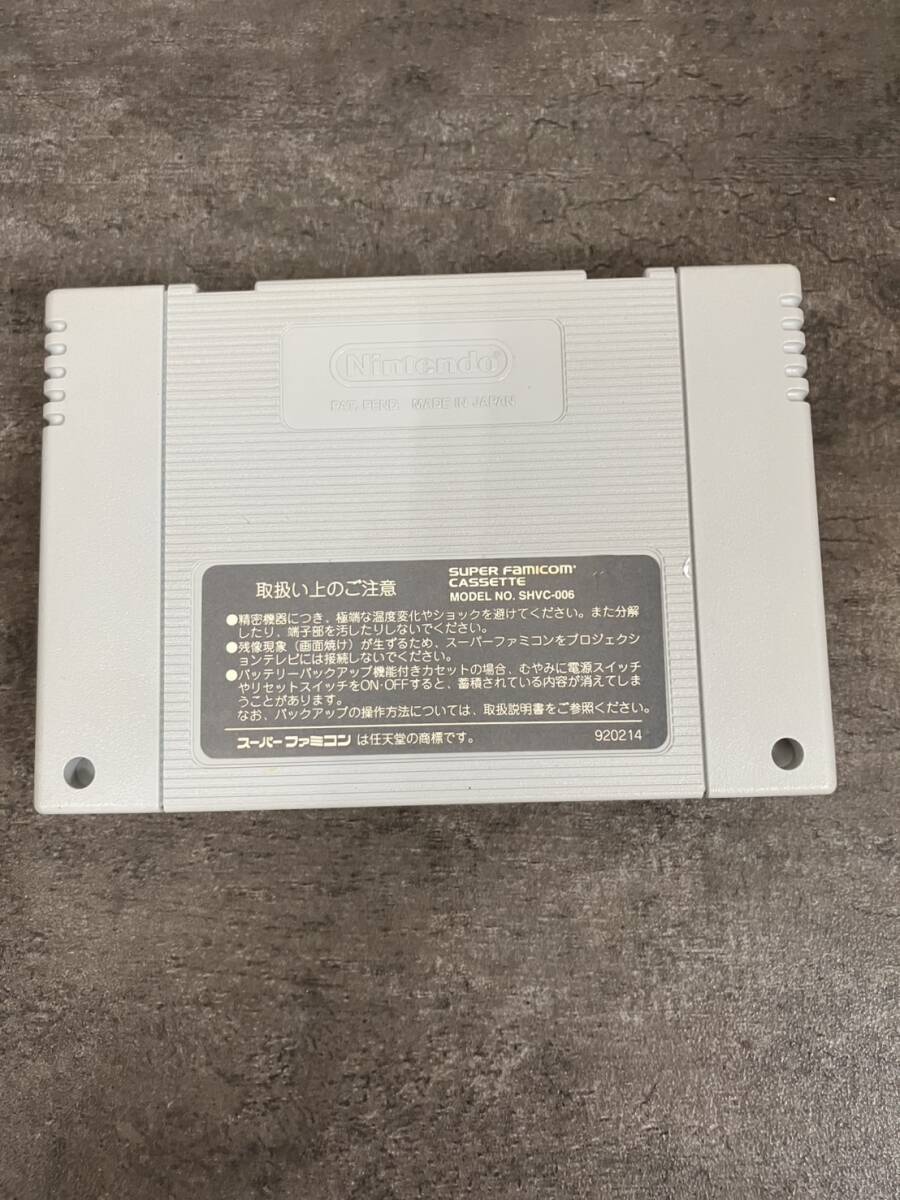 Nintendo®
PAT. PEND. MADE IN JAPAN
取扱い上のご注意
SUPER Famicom®
CASSETTE
MODEL NO. SHVC-006
●精密機器につき、極端な温度変化やショックを避けてください。また分解
したり、端子部を汚したりしないでください。
●残像現象（画面焼け）が生ずるため、スーパーファミコンをプロジェクシ
ョンテレビには接続しないでください。
●バッテリーバックアップ機能付きカセットの場合、むやみに電源スイッチ
やリセットスイッチをON・OFFすると、蓄積されている内容が消えてしま
うことがあります。
なお、バックアップの操作方法については、取扱説明書をご参照ください。
スーパーファミコン は任天堂の商標です。
920214